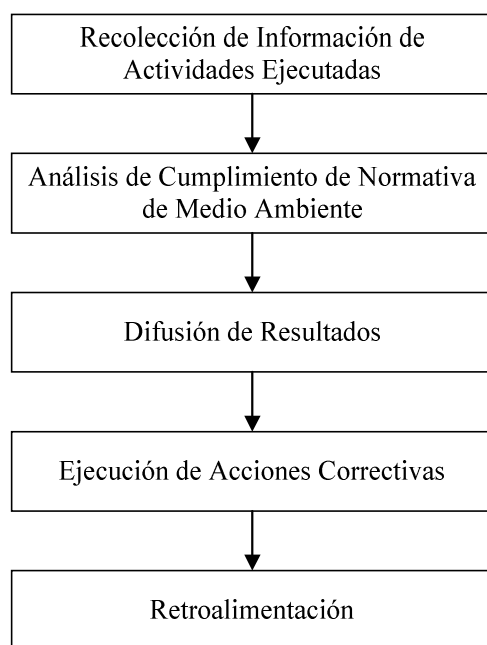 Recolección de Información de
Actividades Ejecutadas
Análisis de Cumplimiento de Normativa
de Medio Ambiente
Difusión de Resultados
Ejecución de Acciones Correctivas
Retroalimentación